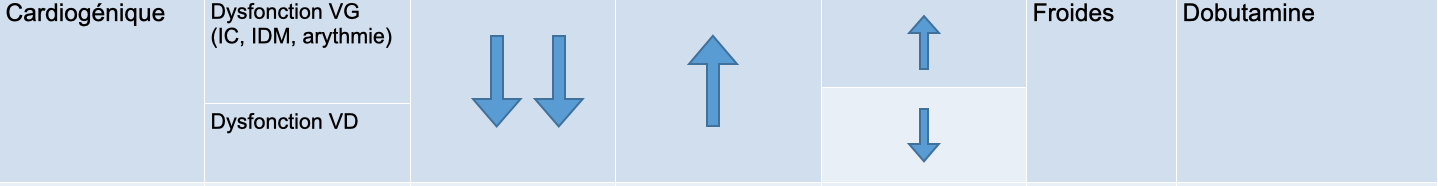 Cardiogénique
Dysfonction VG
(IC, IDM, arythmie)
Dysfonction VD
Froides
Dobutamine